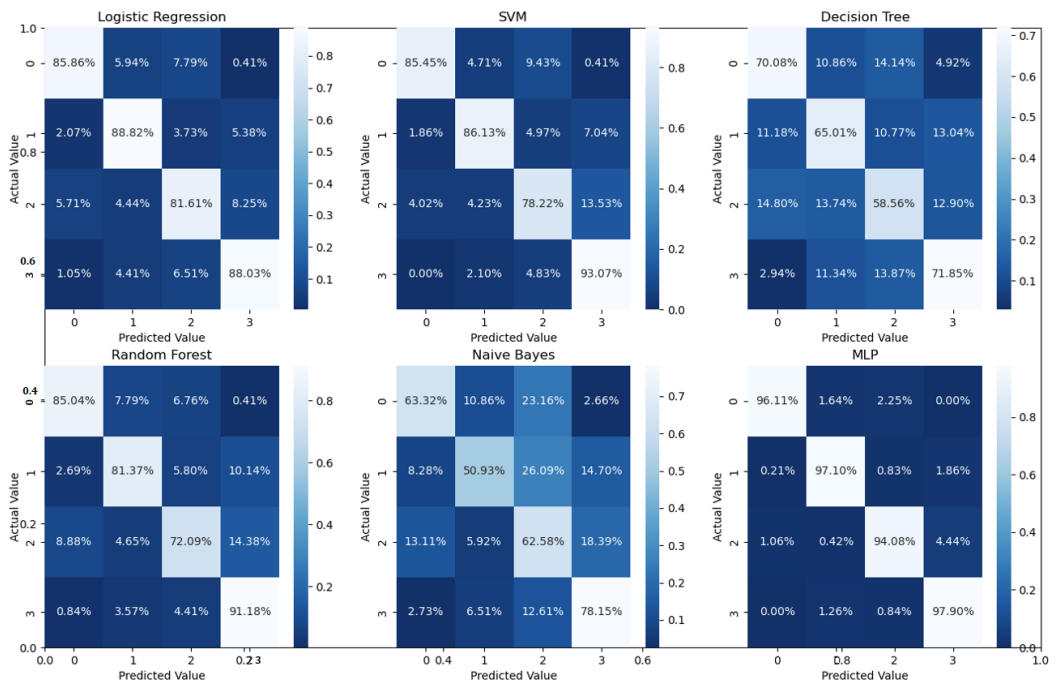 Logistic Regression SVM Decision Tree
1.0
0 85.86% 5.94% 7.79% 0.41% 0.8 0 85.45% 4.71% 9.43% 0.41% 0.8 0 70.08% 10.86% 14.14% 4.92% 0.7
0.7 0.6
1 2.07% 88.82% 3.73% 5.38% 0.6 1 1.86% 86.13% 4.97% 7.04% 0.6 1 11.18% 65.01% 10.77% 13.04% 0.5
0.8 0.5
Actual Value Actual Value Actual Value
0.4 0.4 0.4
2 5.71% 4.44% 81.61% 8.25% 0.3 2 4.02% 4.23% 78.22% 13.53% 2 14.80% 13.74% 58.56% 12.90% 0.3
0.2 0.2 0.2
0.6
3 1.05% 4.41% 6.51% 88.03% 0.1 3 0.00% 2.10% 4.83% 93.07% 0.0 3 2.94% 11.34% 13.87% 71.85% 0.1
0 1 2 3 0 1 2 3 0 1 2 3
Predicted Value Predicted Value Predicted Value
Random Forest Naive Bayes MLP
0.4
0 85.04% 7.79% 6.76% 0.41% 0.8 0 63.32% 10.86% 23.16% 2.66% 0.7 0 96.11% 1.64% 2.25% 0.00% 0.8
0.6
1 2.69% 81.37% 5.80% 10.14% 0.6 1 8.28% 50.93% 26.09% 14.70% 0.5 1 0.21% 97.10% 0.83% 1.86% 0.6
Actual Value Actual Value Actual Value
0.2 0.4 0.4 0.4
2 8.88% 4.65% 72.09% 14.38% 2 13.11% 5.92% 62.58% 18.39% 0.3 2 1.06% 0.42% 94.08% 4.44%
0.2 0.2 0.2
3 0.84% 3.57% 4.41% 91.18% 3 2.73% 6.51% 12.61% 78.15% 0.1 3 0.00% 1.26% 0.84% 97.90%
0.0 0.0
0.0 0 1 2 0 0.4 1 2 3 0.6 0 1 2 3 1.0
Predicted Value Predicted Value Predicted Value